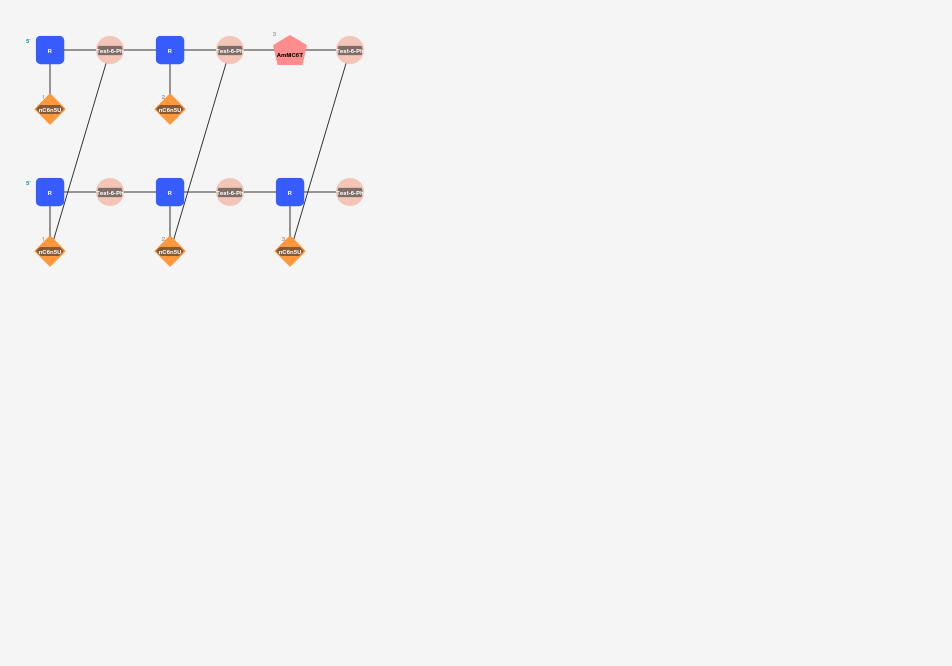 3
5' R Test-6-Ph R Test-6-Ph AmMC6T Test-6-Ph
1 2
nC6n5U nC6n5U
5' R Test-6-Ph R Test-6-Ph R Test-6-Ph
1 2 3
nC6n5U nC6n5U nC6n5U